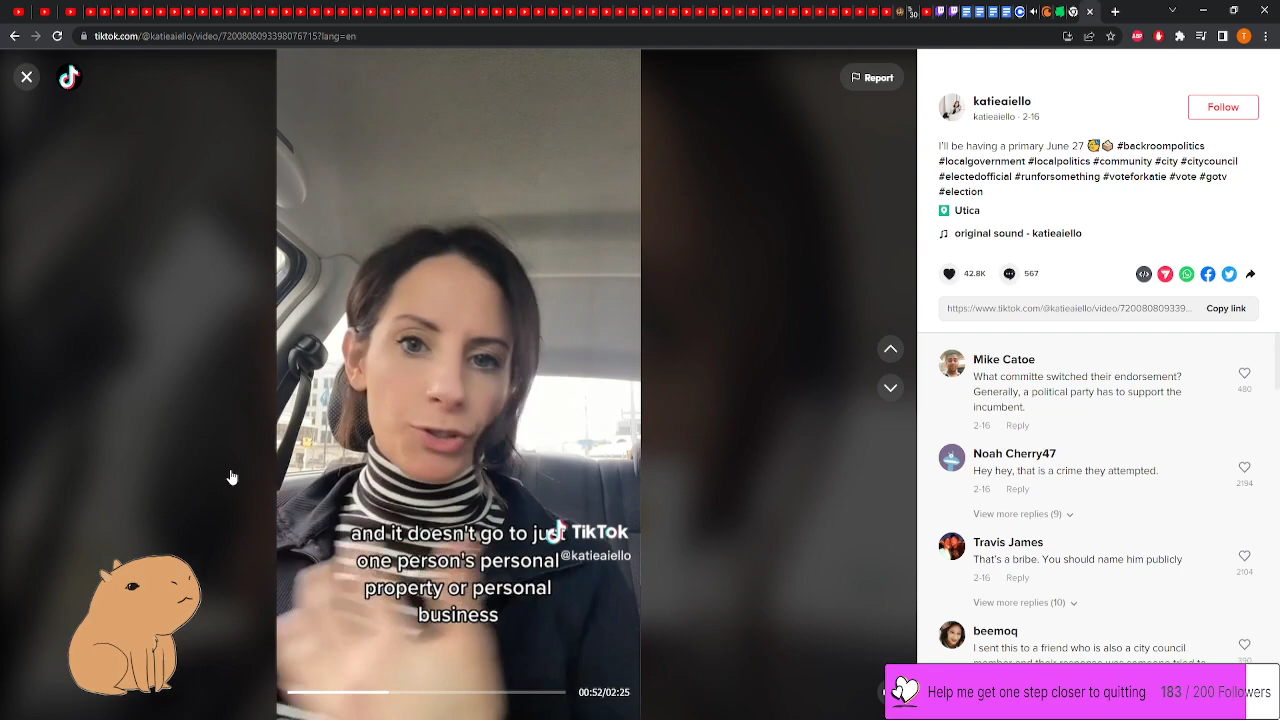 30
tiktok.com/@katieaiello/video/7200808093398076715?lang=en
ABP
T
Report
and it doesn't go to just
one person's personal
property or personal
business
TikTok
@katieaiello
00:52/02:25
katieaiello
katieaiello · 2-16
Follow
I'll be having a primary June 27 🥳🗳️ #backroompolitics
#localgovernment #localpolitics #community #city #citycouncil
#electedofficial #runforsomething #voteforkatie #vote #gotv
#election
Utica
original sound - katieaiello
42.8K
567
https://www.tiktok.com/@katieaiello/video/720080809339...
Copy link
Mike Catoe
What committe switched their endorsement?
Generally, a political party has to support the
incumbent.
480
2-16 Reply
Noah Cherry47
Hey hey, that is a crime they attempted.
2194
2-16 Reply
View more replies (9)
Travis James
That's a bribe. You should name him publicly
2104
2-16 Reply
View more replies (10)
beemoq
I sent this to a friend who is also a city council
Help me get one step closer to quitting 183 / 200 Followers